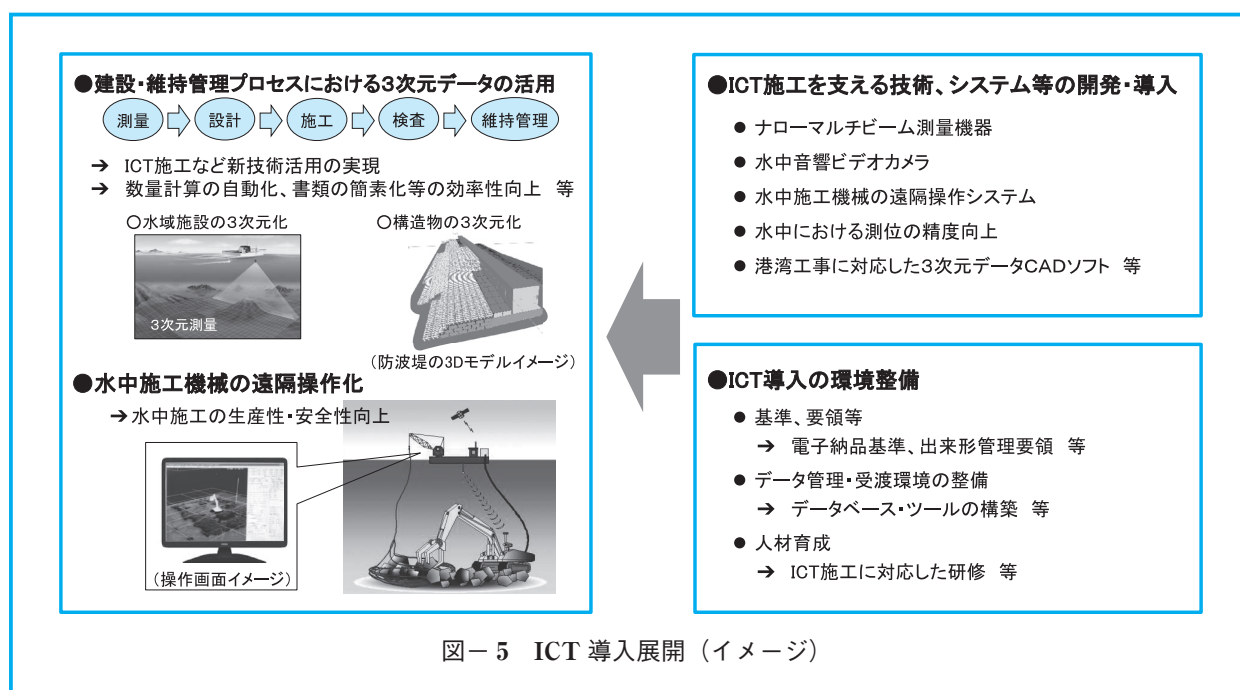 ●建設・維持管理プロセスにおける3次元データの活用
測量 設計 施工 検査 維持管理
→ ICT施工など新技術活用の実現
→ 数量計算の自動化、書類の簡素化等の効率性向上 等
○水域施設の3次元化 ○構造物の3次元化
3次元測量
(防波堤の3Dモデルイメージ)
●水中施工機械の遠隔操作化
→水中施工の生産性・安全性向上
(操作画面イメージ)
●ICT施工を支える技術、システム等の開発・導入
● ナローマルチビーム測量機器
● 水中音響ビデオカメラ
● 水中施工機械の遠隔操作システム
● 水中における測位の精度向上
● 港湾工事に対応した3次元データCADソフト 等
●ICT導入の環境整備
● 基準、要領等
→ 電子納品基準、出来形管理要領 等
● データ管理・受渡環境の整備
→ データベース・ツールの構築 等
● 人材育成
→ ICT施工に対応した研修 等
図－5 ICT 導入展開（イメージ）